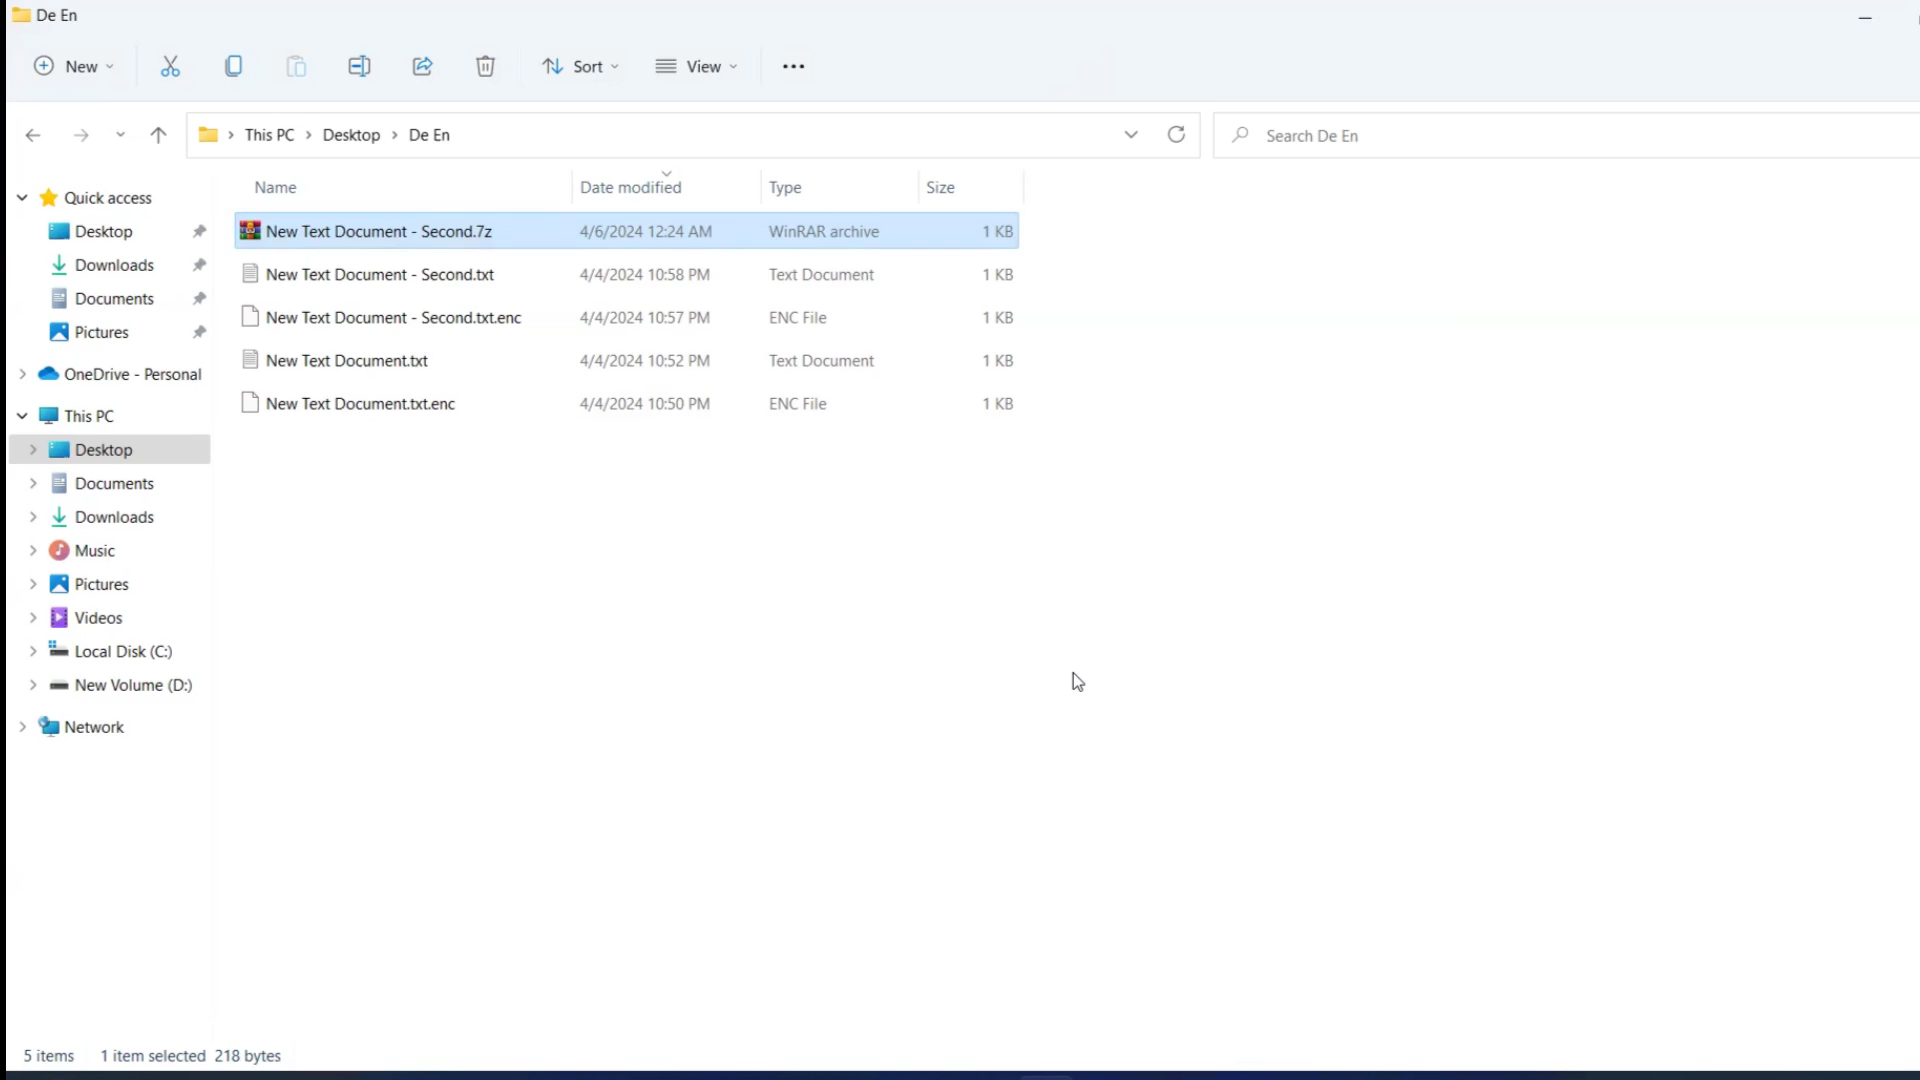 De En
New Sort View
This PC Desktop De En Search De En
Name Date modified Type Size
New Text Document - Second.7z 4/6/2024 12:24 AM WinRAR archive 1 KB
New Text Document - Second.txt 4/4/2024 10:58 PM Text Document 1 KB
New Text Document - Second.txt.enc 4/4/2024 10:57 PM ENC File 1 KB
New Text Document.txt 4/4/2024 10:52 PM Text Document 1 KB
New Text Document.txt.enc 4/4/2024 10:50 PM ENC File 1 KB
Quick access
Desktop
Downloads
Documents
Pictures
OneDrive - Personal
This PC
Desktop
Documents
Downloads
Music
Pictures
Videos
Local Disk (C:)
New Volume (D:)
Network
5 items 1 item selected 218 bytes